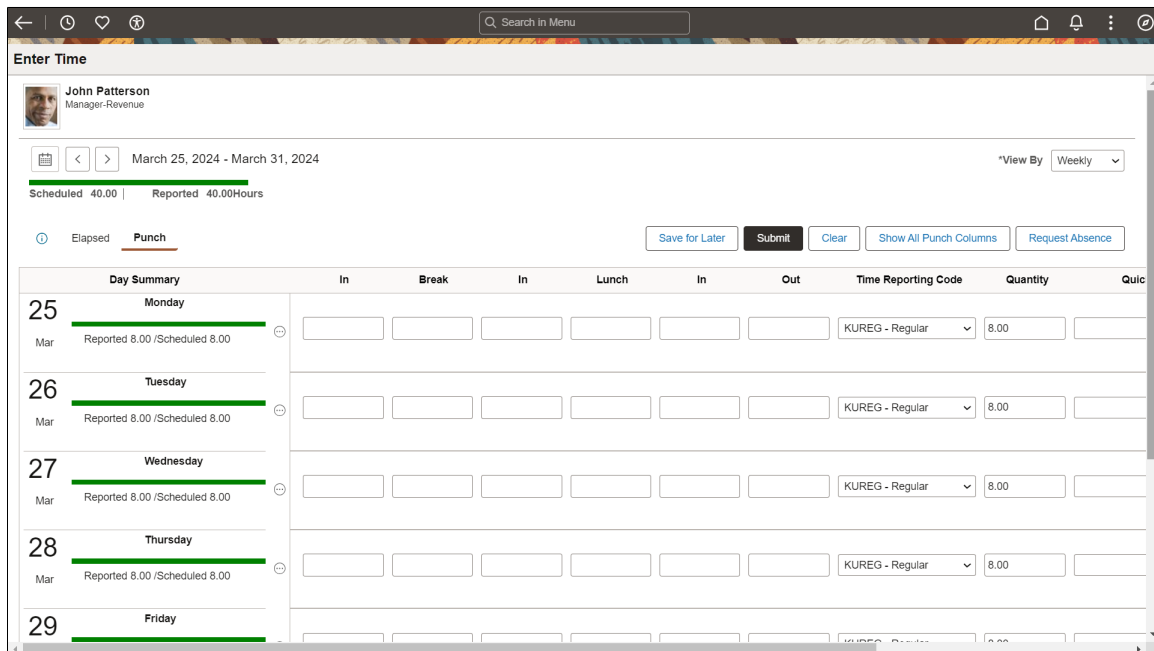 Search in Menu
Enter Time
John Patterson
Manager-Revenue
March 25, 2024 - March 31, 2024
*View By Weekly
Scheduled 40.00 | Reported 40.00Hours
Elapsed Punch Save for Later Submit Clear Show All Punch Columns Request Absence
Day Summary In Break In Lunch In Out Time Reporting Code Quantity Quic
25 Monday
Mar Reported 8.00 /Scheduled 8.00 KUREG - Regular 8.00
26 Tuesday
Mar Reported 8.00 /Scheduled 8.00 KUREG - Regular 8.00
27 Wednesday
Mar Reported 8.00 /Scheduled 8.00 KUREG - Regular 8.00
28 Thursday
Mar Reported 8.00 /Scheduled 8.00 KUREG - Regular 8.00
29 Friday
KUREG - Regular 8.00